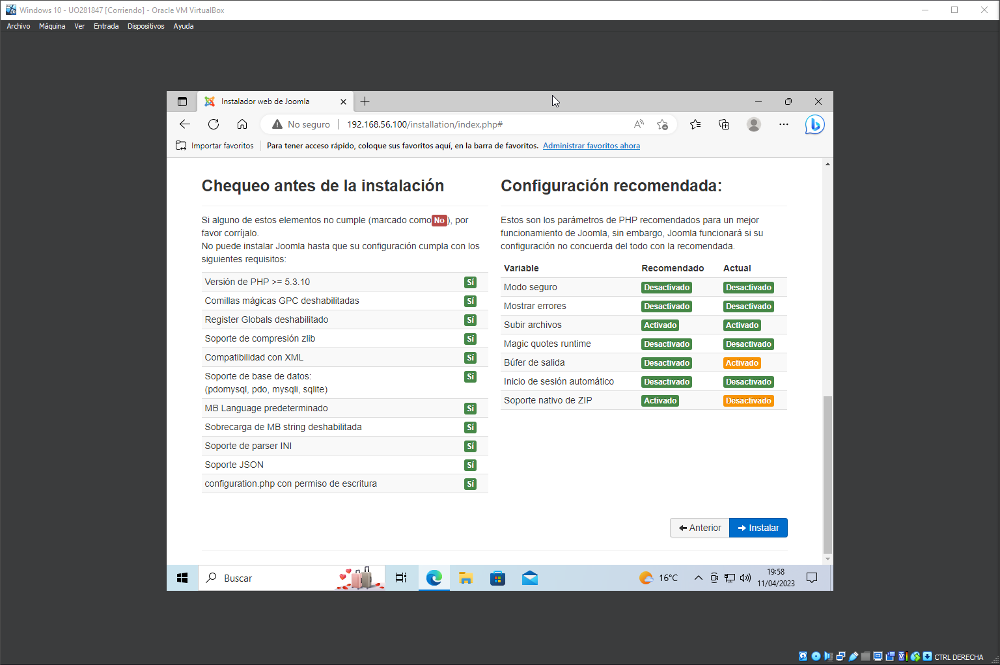 Windows 10 - UO281847 [Corriendo] - Oracle VM VirtualBox
Archivo Máquina Ver Entrada Dispositivos Ayuda
Instalador web de Joomla
No seguro 192.168.56.100/installation/index.php#
Importar favoritos Para tener acceso rápido, coloque sus favoritos aquí, en la barra de favoritos. Administrar favoritos ahora
Chequeo antes de la instalación
Si alguno de estos elementos no cumple (marcado como No), por
favor corríjalo.
No puede instalar Joomla hasta que su configuración cumpla con los
siguientes requisitos:
Versión de PHP >= 5.3.10 Sí
Comillas mágicas GPC deshabilitadas Sí
Register Globals deshabilitado Sí
Soporte de compresión zlib Sí
Compatibilidad con XML Sí
Soporte de base de datos: Sí
(pdomysql, pdo, mysqli, sqlite)
MB Language predeterminado Sí
Sobrecarga de MB string deshabilitada Sí
Soporte de parser INI Sí
Soporte JSON Sí
configuration.php con permiso de escritura Sí
Configuración recomendada:
Estos son los parámetros de PHP recomendados para un mejor
funcionamiento de Joomla, sin embargo, Joomla funcionará si su
configuración no concuerda del todo con la recomendada.
Variable Recomendado Actual
Modo seguro Desactivado Desactivado
Mostrar errores Desactivado Desactivado
Subir archivos Activado Activado
Magic quotes runtime Desactivado Desactivado
Búfer de salida Desactivado Activado
Inicio de sesión automático Desactivado Desactivado
Soporte nativo de ZIP Activado Desactivado
Anterior Instalar
Buscar 16°C 19:58
11/04/2023
CTRL DERECHA